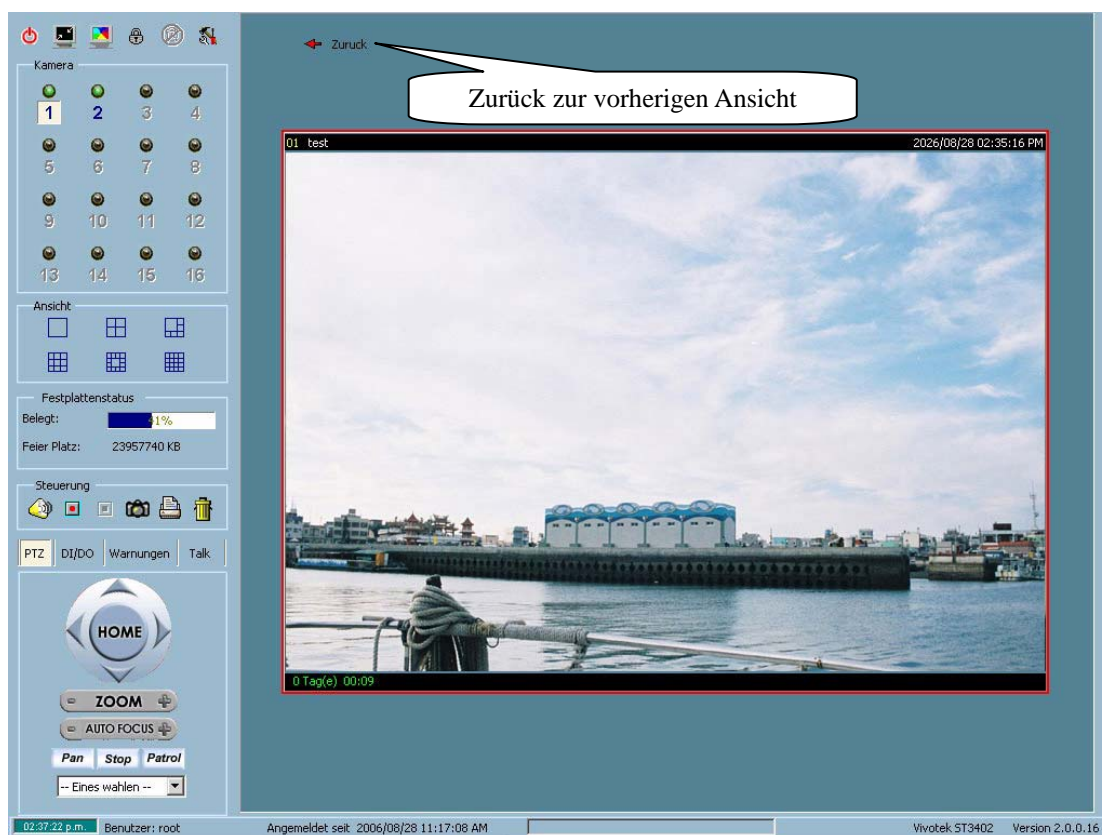 Zuruck
Zurück zur vorherigen Ansicht
Kamera
1 2 3 4
5 6 7 8
9 10 11 12
13 14 15 16
Ansicht
Festplattenstatus
Belegt: 41%
Feier Platz: 23957740 KB
Steuerung
PTZ DI/DO Warnungen Talk
HOME
ZOOM
AUTO FOCUS
Pan Stop Patrol
-- Eines wahlen --
01 test 2026/08/28 02:35:16 PM
0 Tag(e) 00:09
02:37:22 p.m. Benutzer: root Angemeldet seit 2006/08/28 11:17:08 AM Vivotek ST3402 Version 2.0.0.16